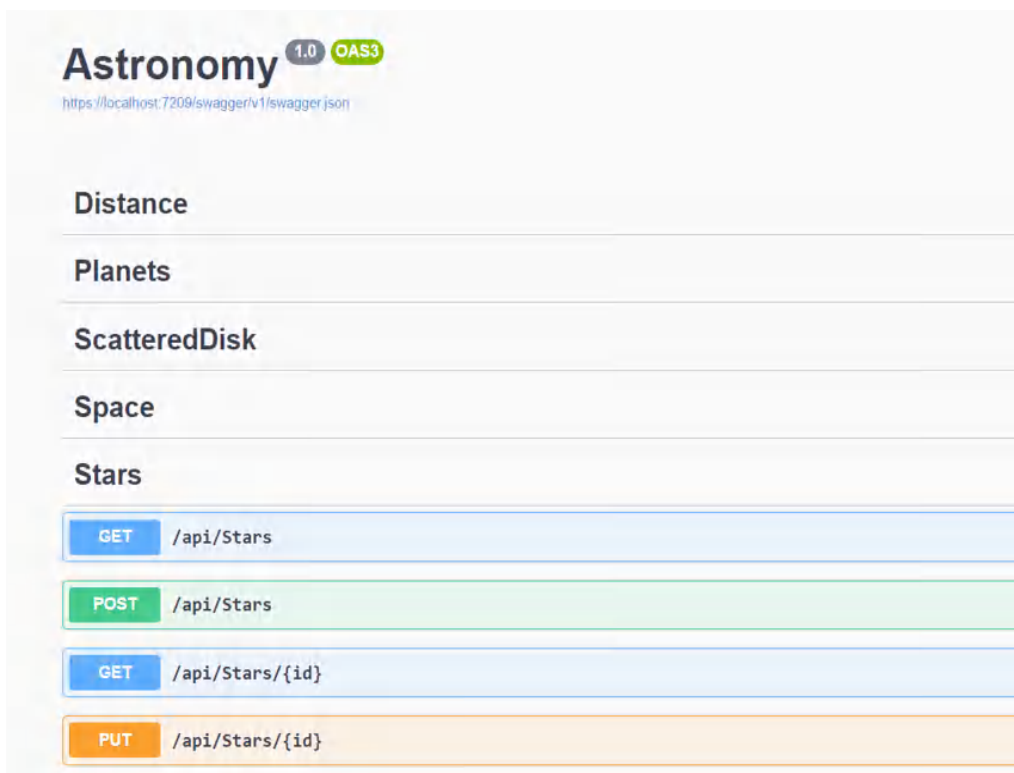 Astronomy 1.0 OAS3
https://localhost:7209/swagger/v1/swagger.json
Distance
Planets
ScatteredDisk
Space
Stars
GET /api/Stars
POST /api/Stars
GET /api/Stars/{id}
PUT /api/Stars/{id}